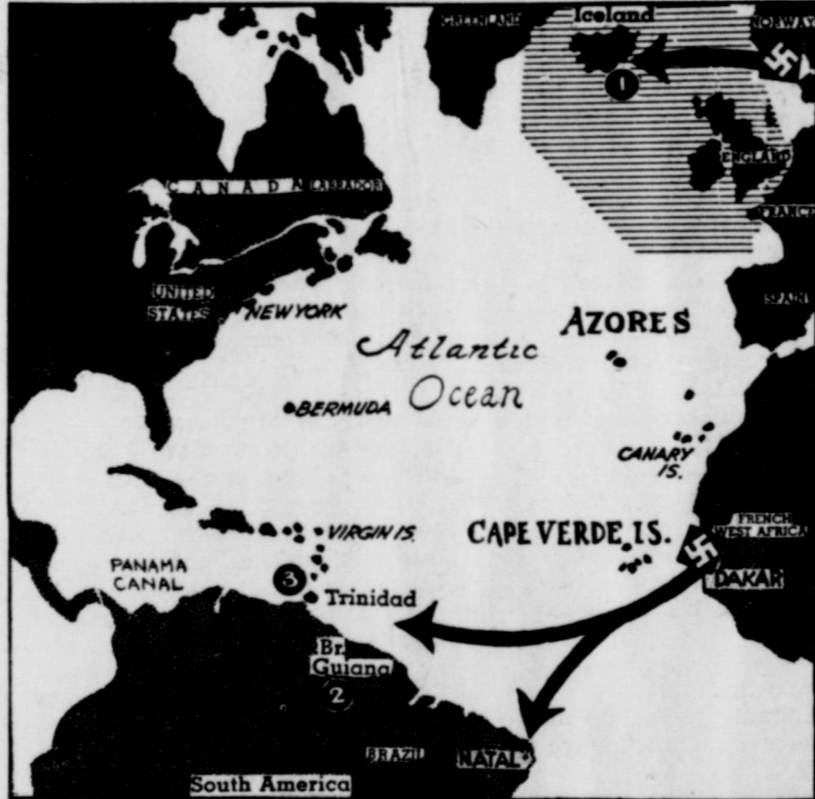 GREENLAND
Iceland
NORWAY
1
ENGLAND
CANADA
LABRADOR
FRANCE
UNITED
STATES
NEW YORK
SPAIN
AZORES
Atlantic
Ocean
BERMUDA
CANARY
IS.
VIRGIN IS.
CAPE VERDE IS.
FRENCH
WEST AFRICA
PANAMA
CANAL
3
Trinidad
DAKAR
Br.
Guiana
2
BRAZIL
NATAL
South America